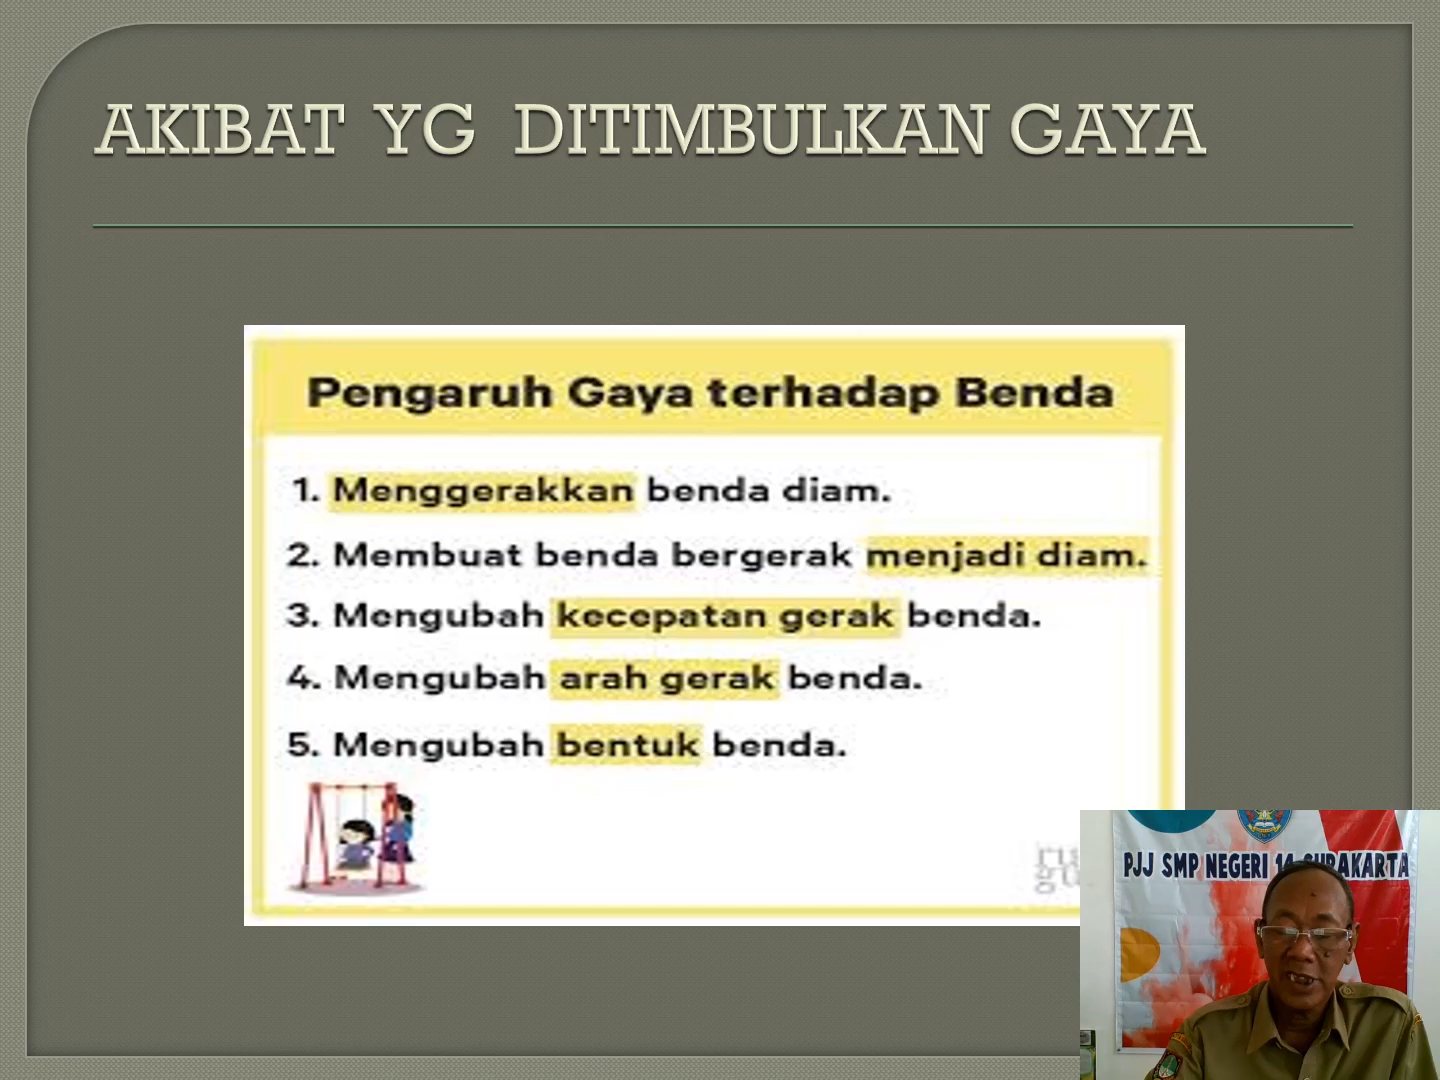 AKIBAT YG DITIMBULKAN GAYA
Pengaruh Gaya terhadap Benda
1. Menggerakkan benda diam.
2. Membuat benda bergerak menjadi diam.
3. Mengubah kecepatan gerak benda.
4. Mengubah arah gerak benda.
5. Mengubah bentuk benda.
PJJ SMP NEGERI 14 SURAKARTA